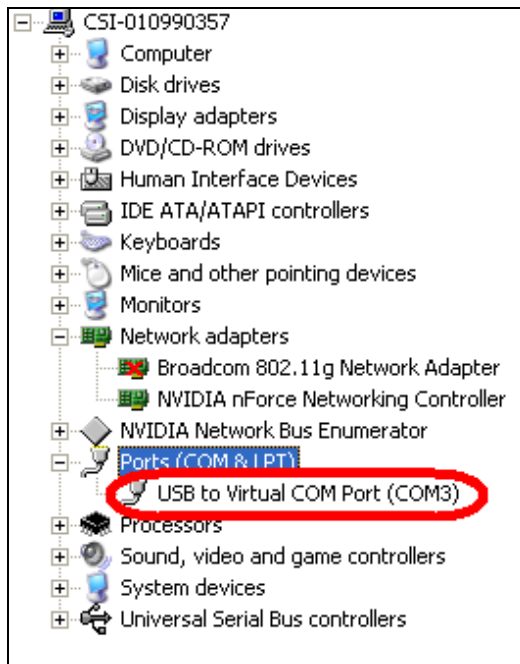 CSI-010990357
Computer
Disk drives
Display adapters
DVD/CD-ROM drives
Human Interface Devices
IDE ATA/ATAPI controllers
Keyboards
Mice and other pointing devices
Monitors
Network adapters
Broadcom 802.11g Network Adapter
NVIDIA nForce Networking Controller
NVIDIA Network Bus Enumerator
Ports (COM & LPT)
USB to Virtual COM Port (COM3)
Processors
Sound, video and game controllers
System devices
Universal Serial Bus controllers